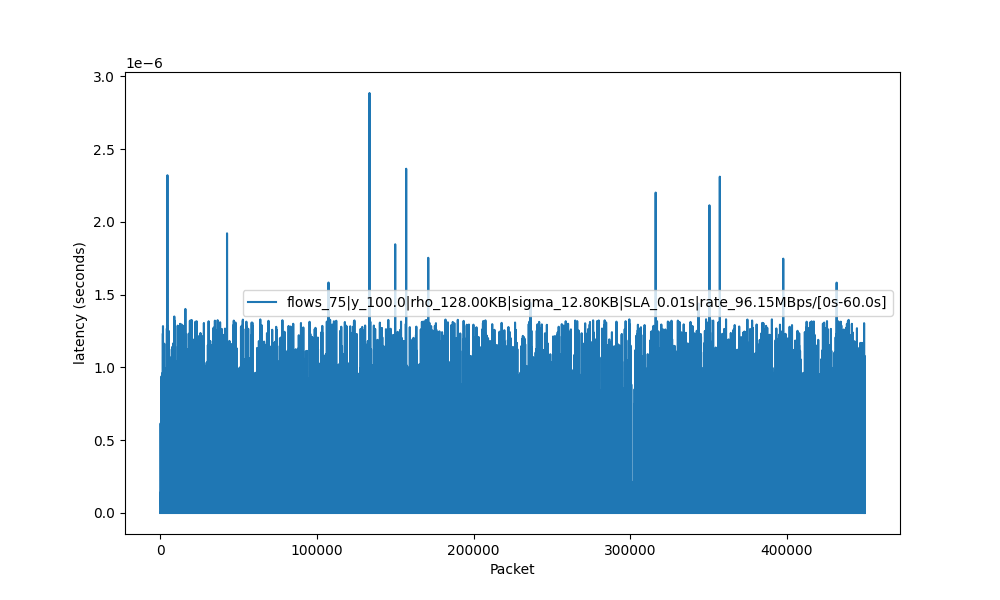 1e−6
3.0
2.5
2.0
1.5
1.0
0.5
0.0
latency (seconds)
flows_75|y_100.0|rho_128.00KB|sigma_12.80KB|SLA_0.01s|rate_96.15MBps/[0s-60.0s]
0 100000 200000 300000 400000
Packet